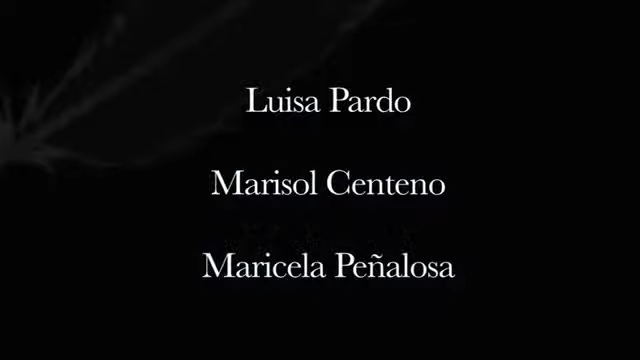 Luisa Pardo
Marisol Centeno
Maricela Peñalosa